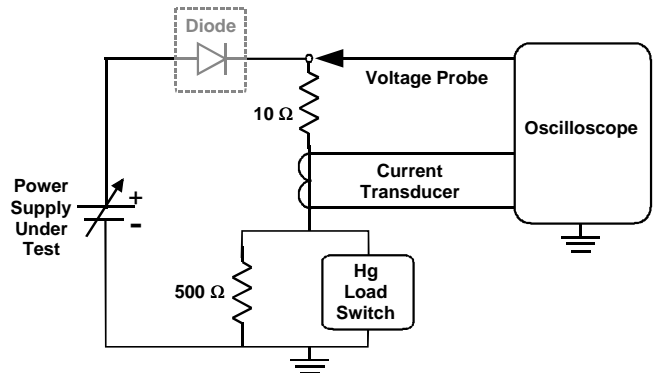 Diode
Voltage Probe
10 Ω
Oscilloscope
Current
Transducer
Power
Supply
Under
Test
+
-
500 Ω
Hg
Load
Switch